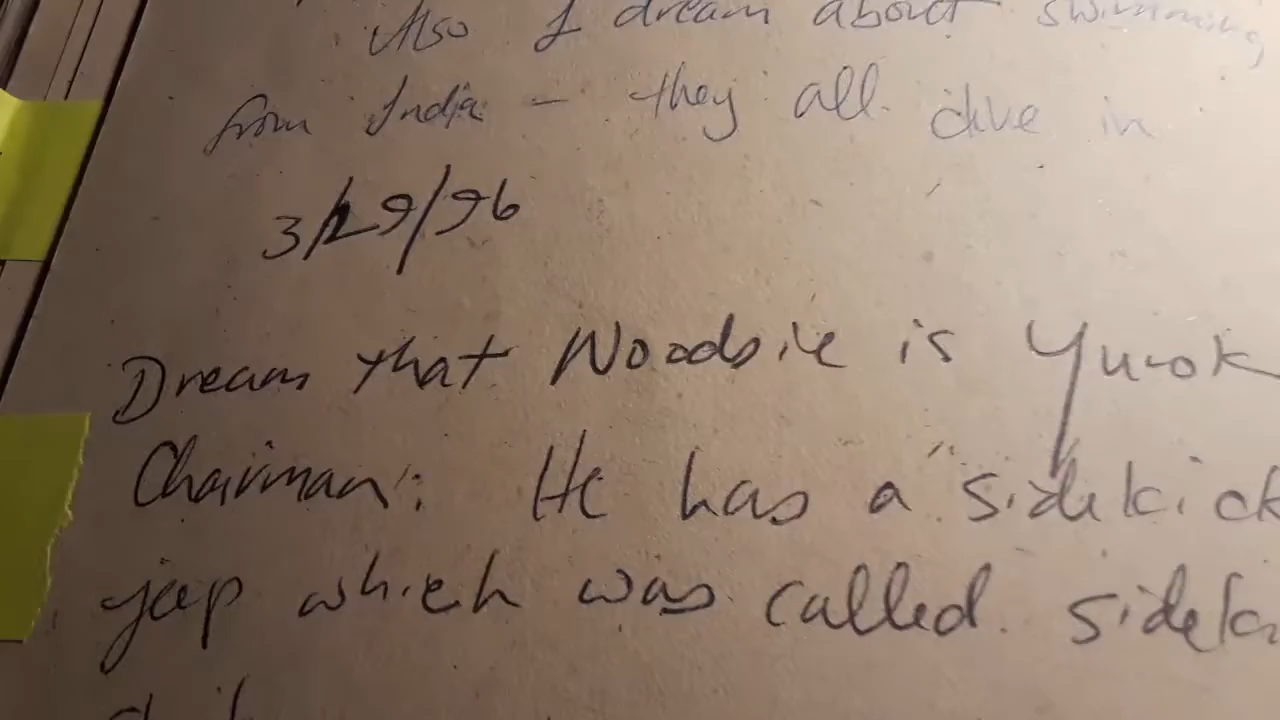 Also I dream about swimming
from India – they all dive in
3/29/96
Dream that Woodsie is Yurok
Chairman: He has a "sidekick
jeep which was called sidek